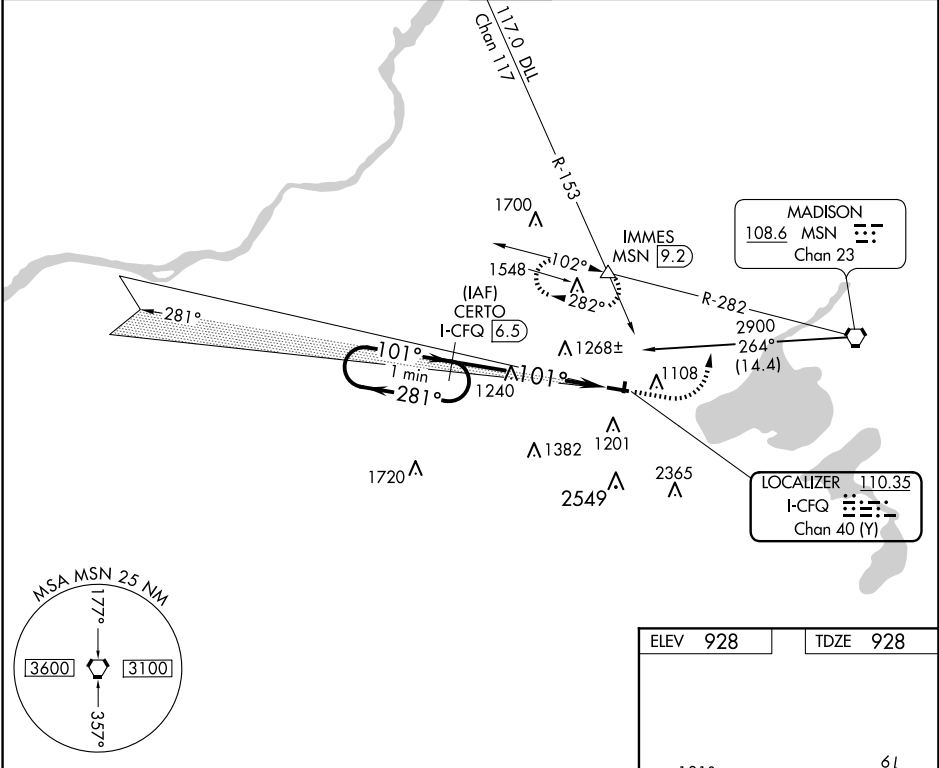 117.0 DLL
Chan 117
R-153
1700
IMMES
MSN 9.2
MADISON
108.6 MSN
Chan 23
102°
1548
282°
R-282
(IAF)
CERTO
I-CFQ 6.5
281°
2900
264°
(14.4)
1268±
101°
1 min
281°
101°
1240
1108
1201
1382
1720
2549
2365
LOCALIZER 110.35
I-CFQ
Chan 40 (Y)
MSA MSN 25 NM
177°
3600
3100
357°
ELEV 928
TDZE 928